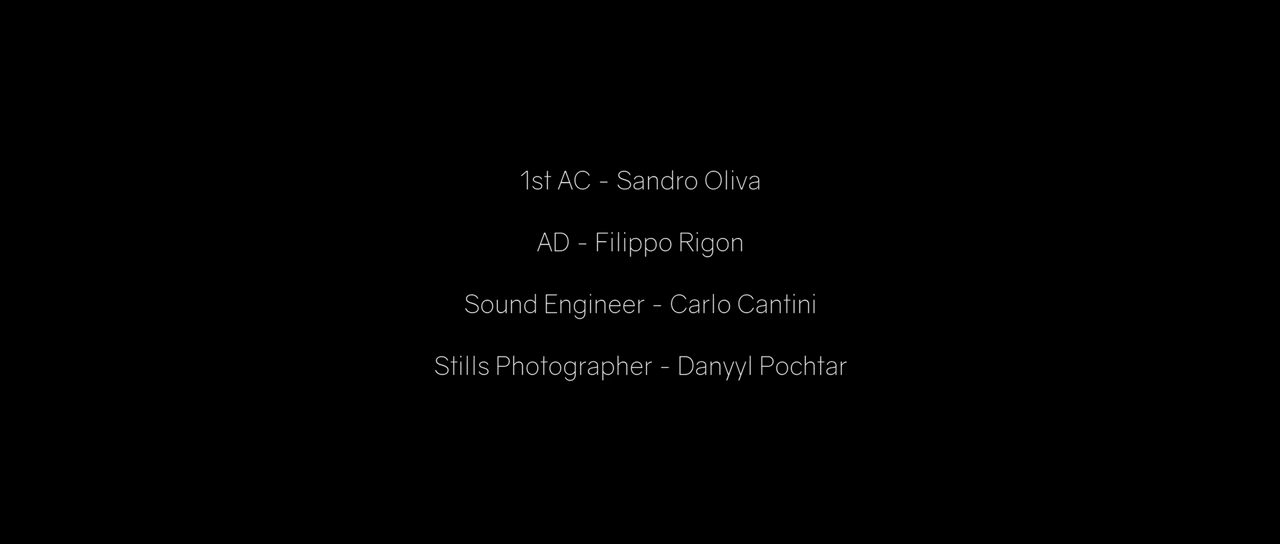 1st AC - Sandro Oliva
AD - Filippo Rigon
Sound Engineer - Carlo Cantini
Stills Photographer - Danyyl Pochtar